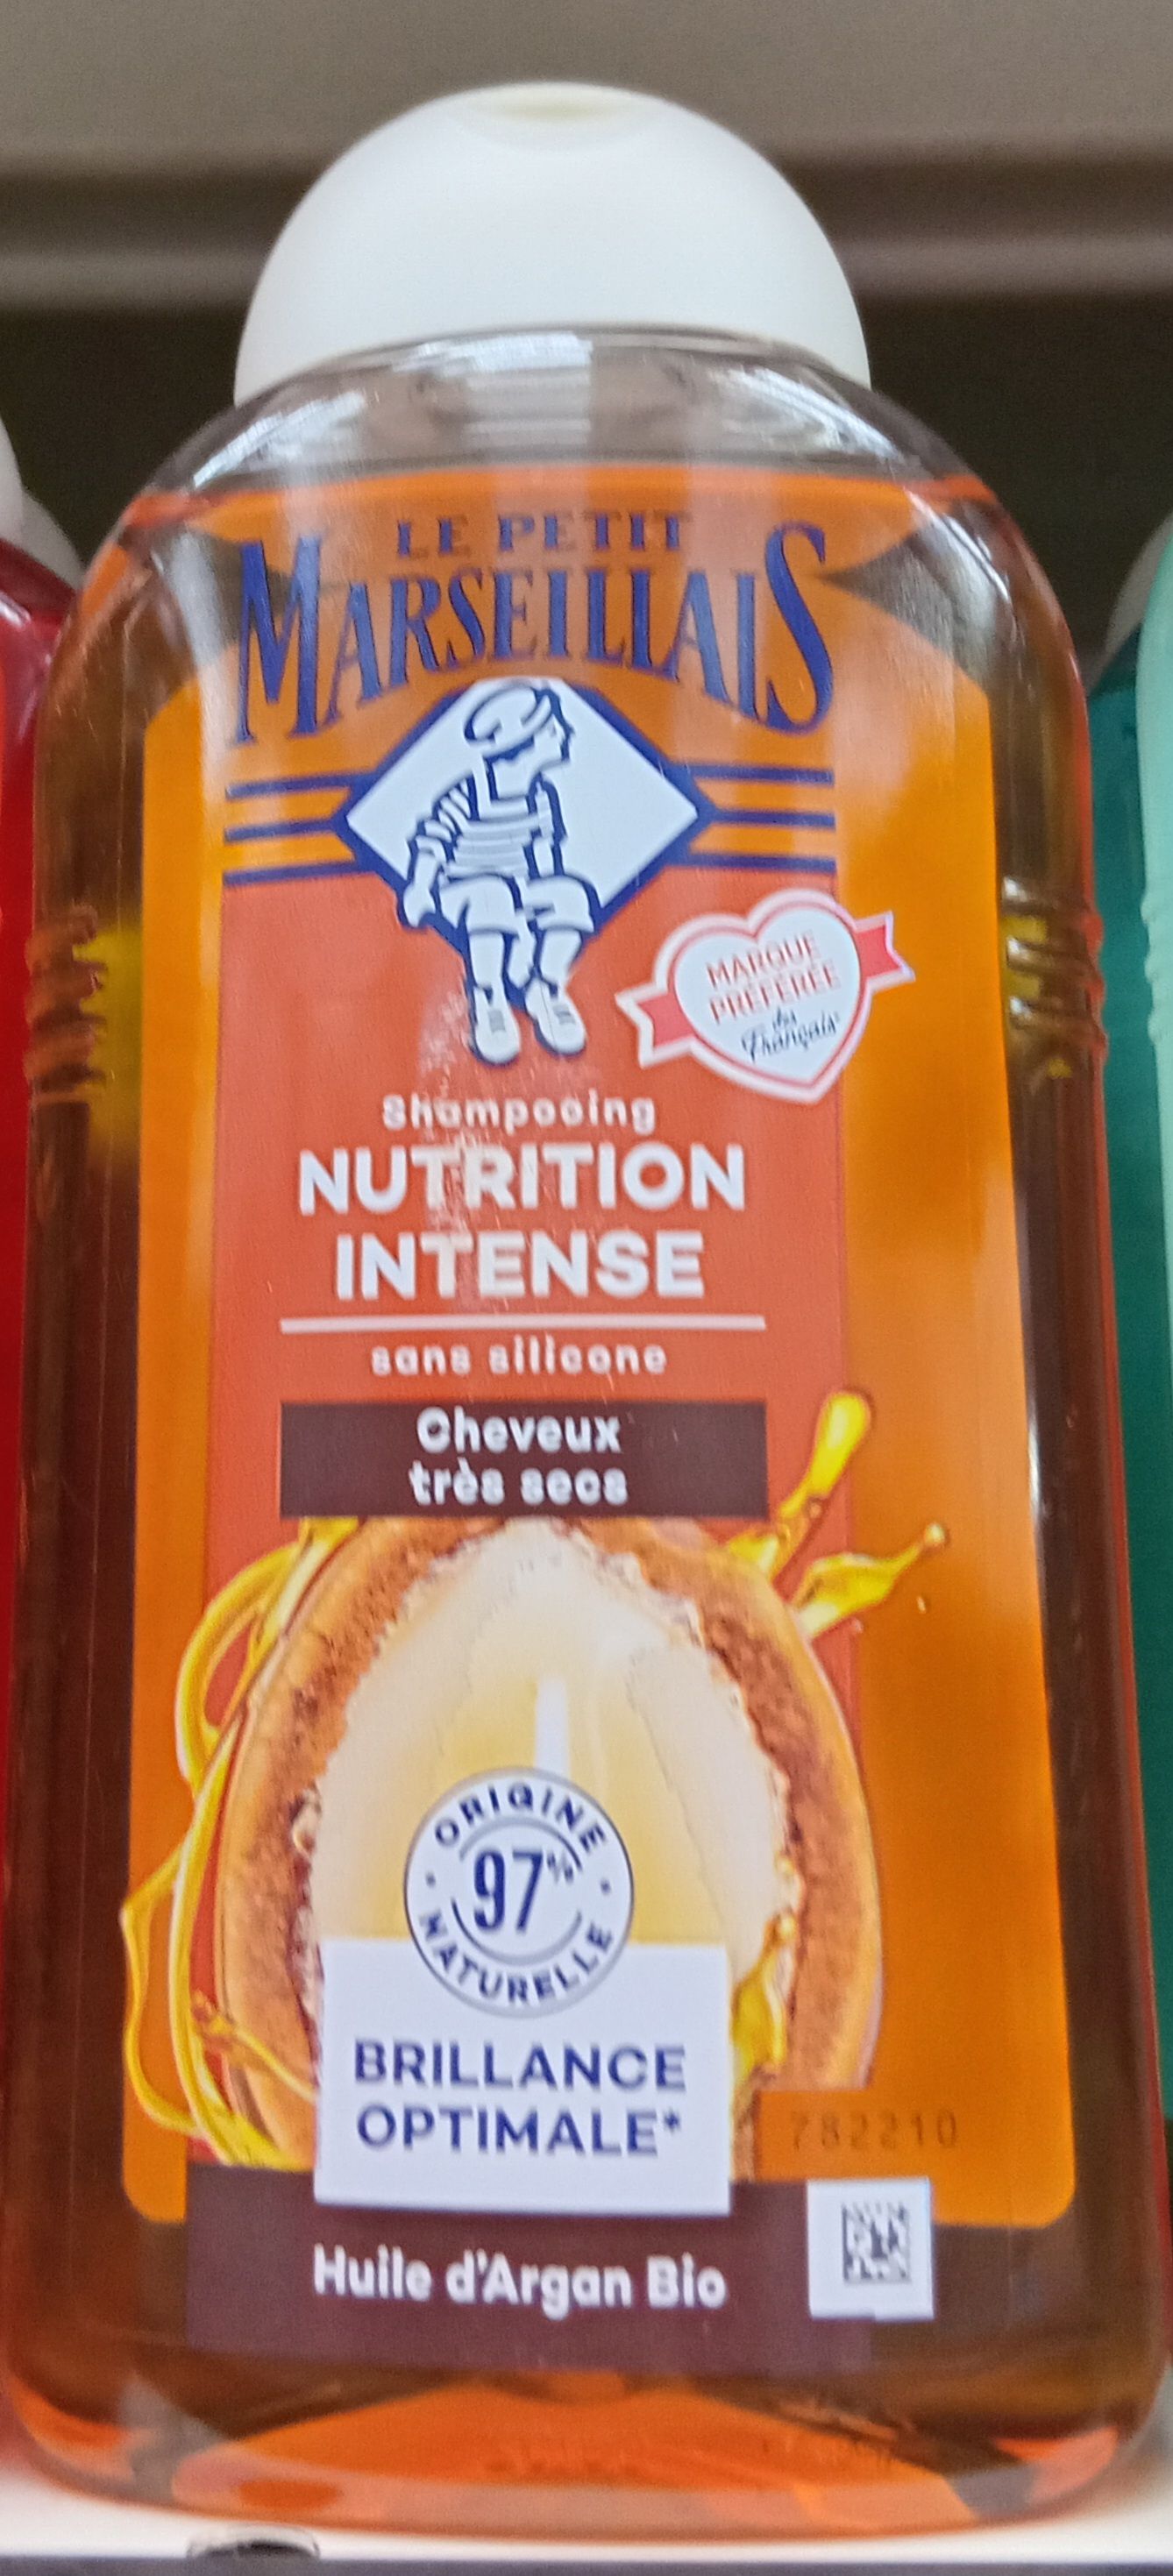 LE PETIT
MARSEILLAIS
MARQUE
PRÉFÉRÉE
des
Français
Shampooing
NUTRITION
INTENSE
sans silicone
Cheveux
très secs
ORIGINE
97%
NATURELLE
BRILLANCE
OPTIMALE*
782210
Huile d'Argan Bio